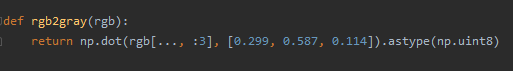 def rgb2gray(rgb):
    return np.dot(rgb[..., :3], [0.299, 0.587, 0.114]).astype(np.uint8)